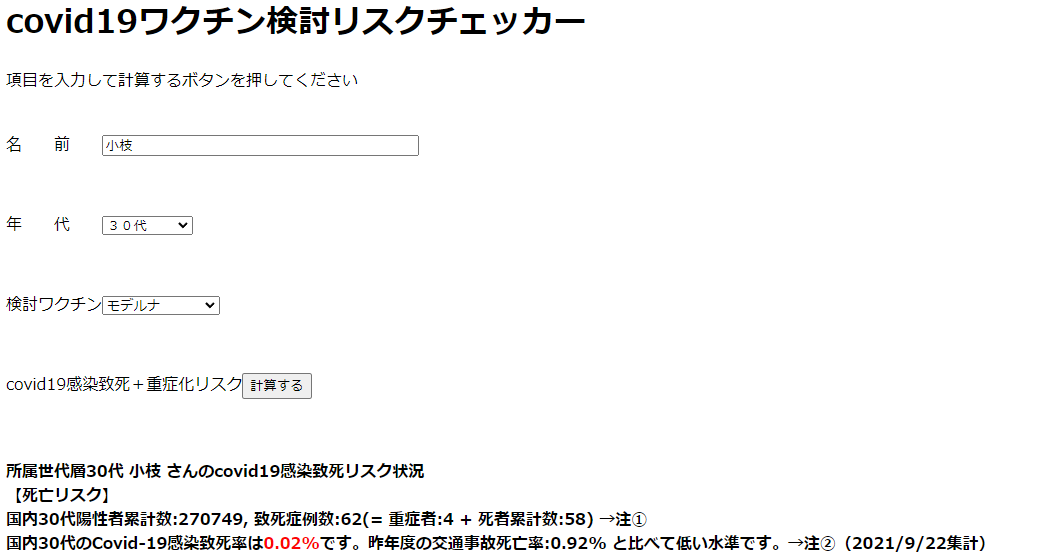 covid19ワクチン検討リスクチェッカー
項目を入力して計算するボタンを押してください
名　　前　　小枝
年　　代　　３０代
検討ワクチン モデルナ
covid19感染致死＋重症化リスク 計算する
所属世代層30代 小枝 さんのcovid19感染致死リスク状況
【死亡リスク】
国内30代陽性者累計数:270749, 致死症例数:62(= 重症者:4 + 死者累計数:58) →注①
国内30代のCovid-19感染致死率は0.02%です。昨年度の交通事故死亡率:0.92% と比べて低い水準です。→注②（2021/9/22集計）